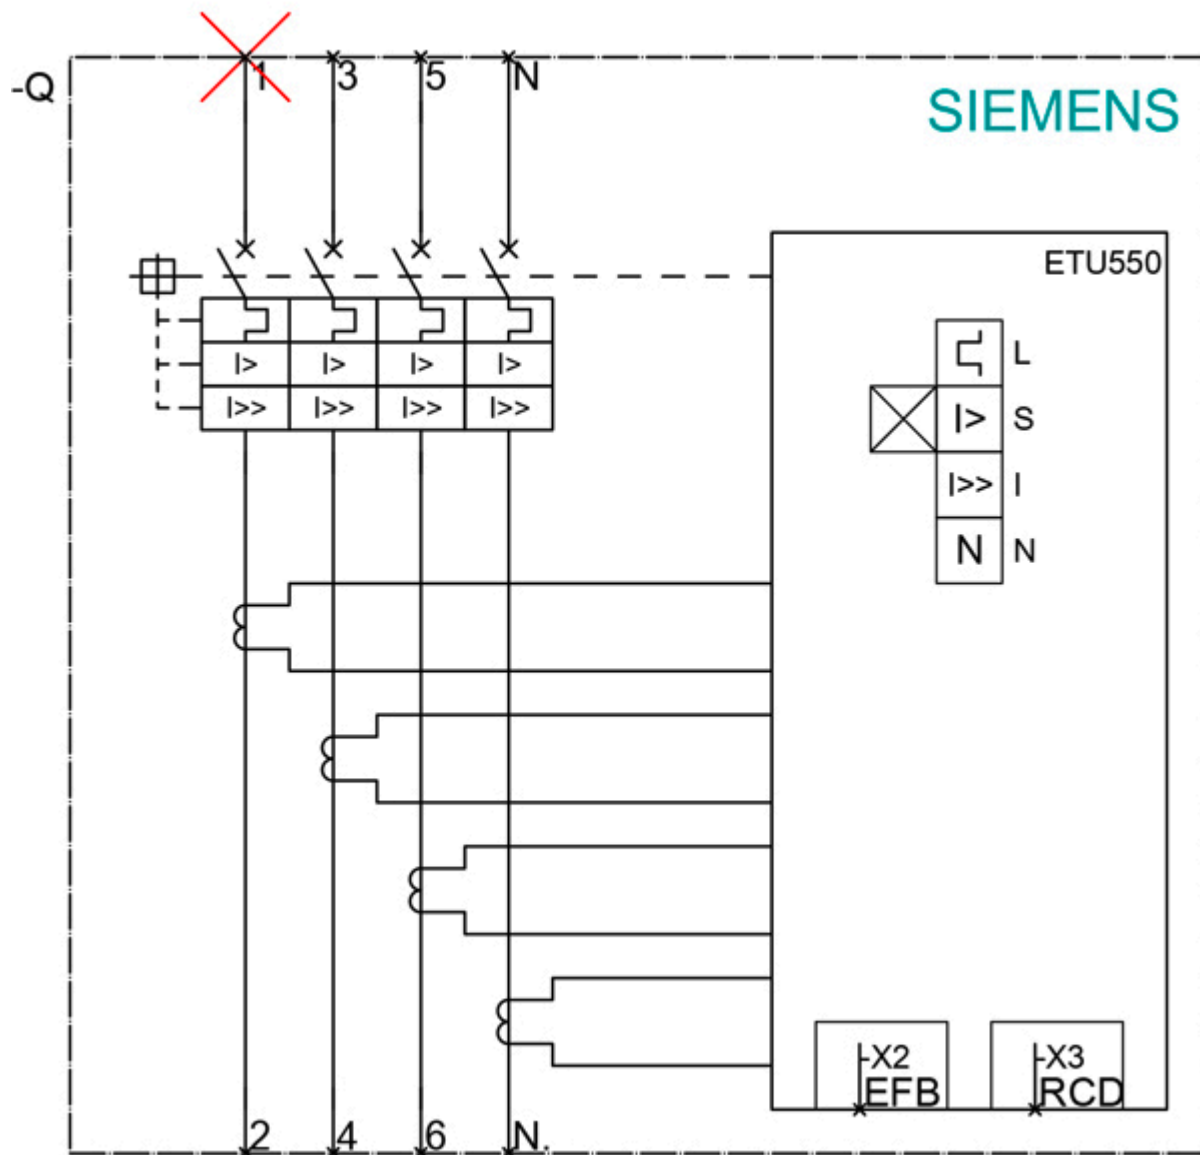 1 3 5 N
-Q
SIEMENS
ETU550
L
I> I> I> I>
I>> I>> I>> I>>
I> S
I>> I
N N
-X2 -X3
EFB RCD
2 4 6 N.